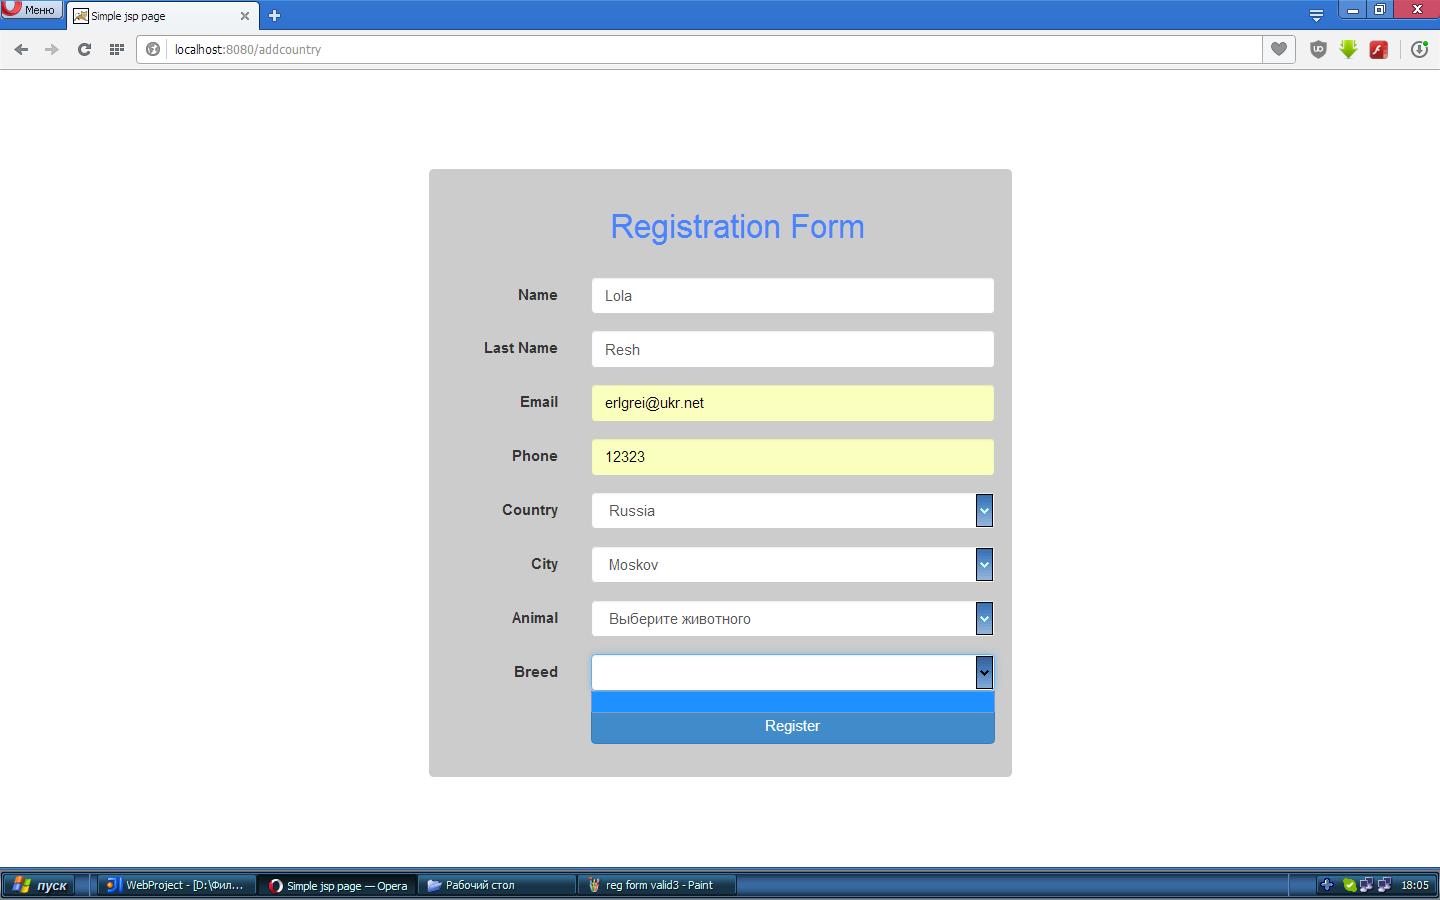 Меню
Simple jsp page
localhost:8080/addcountry
Registration Form
Name
Lola
Last Name
Resh
Email
erlgrei@ukr.net
Phone
12323
Country
Russia
City
Moskov
Animal
Выберите животного
Breed
Register
пуск
WebProject - [D:\Фил...
Simple jsp page — Opera
Рабочий стол
reg form valid3 - Paint
18:05